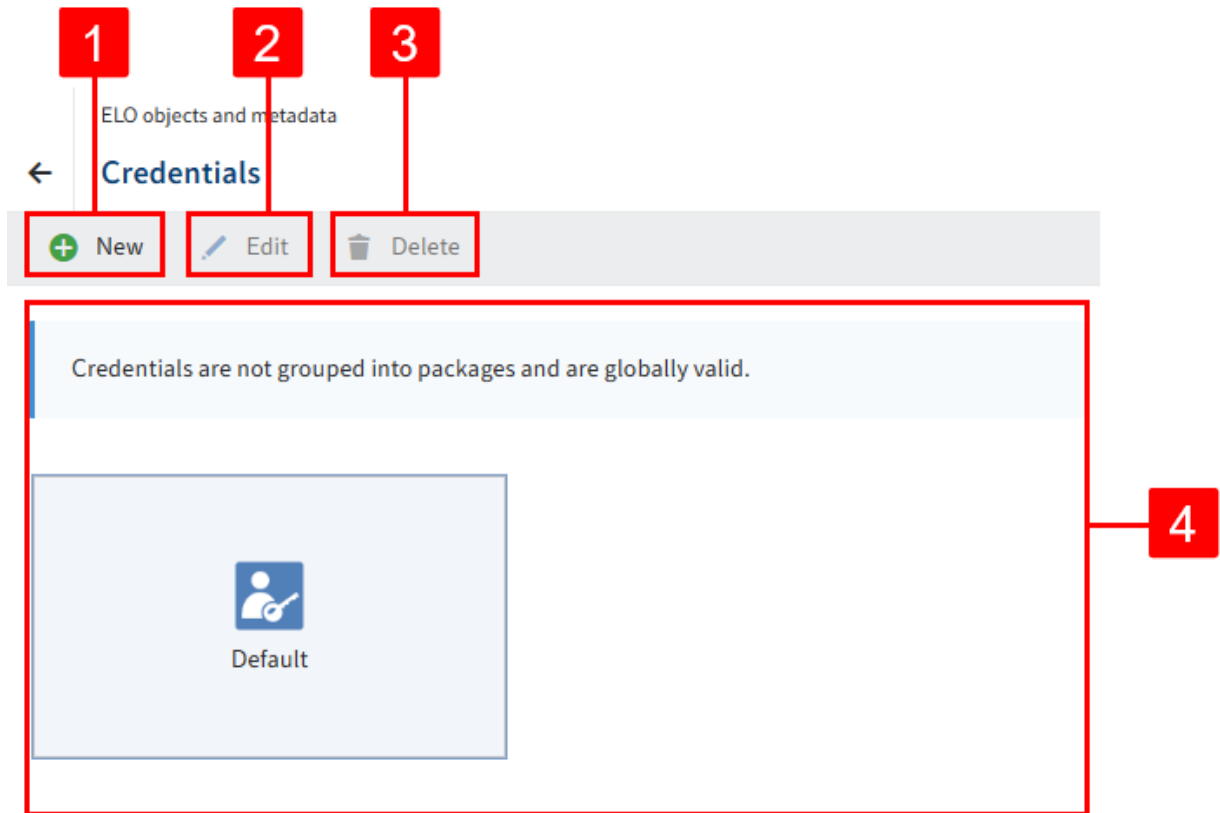 1 2 3
ELO objects and metadata
Credentials
New Edit Delete
Credentials are not grouped into packages and are globally valid.
4
Default